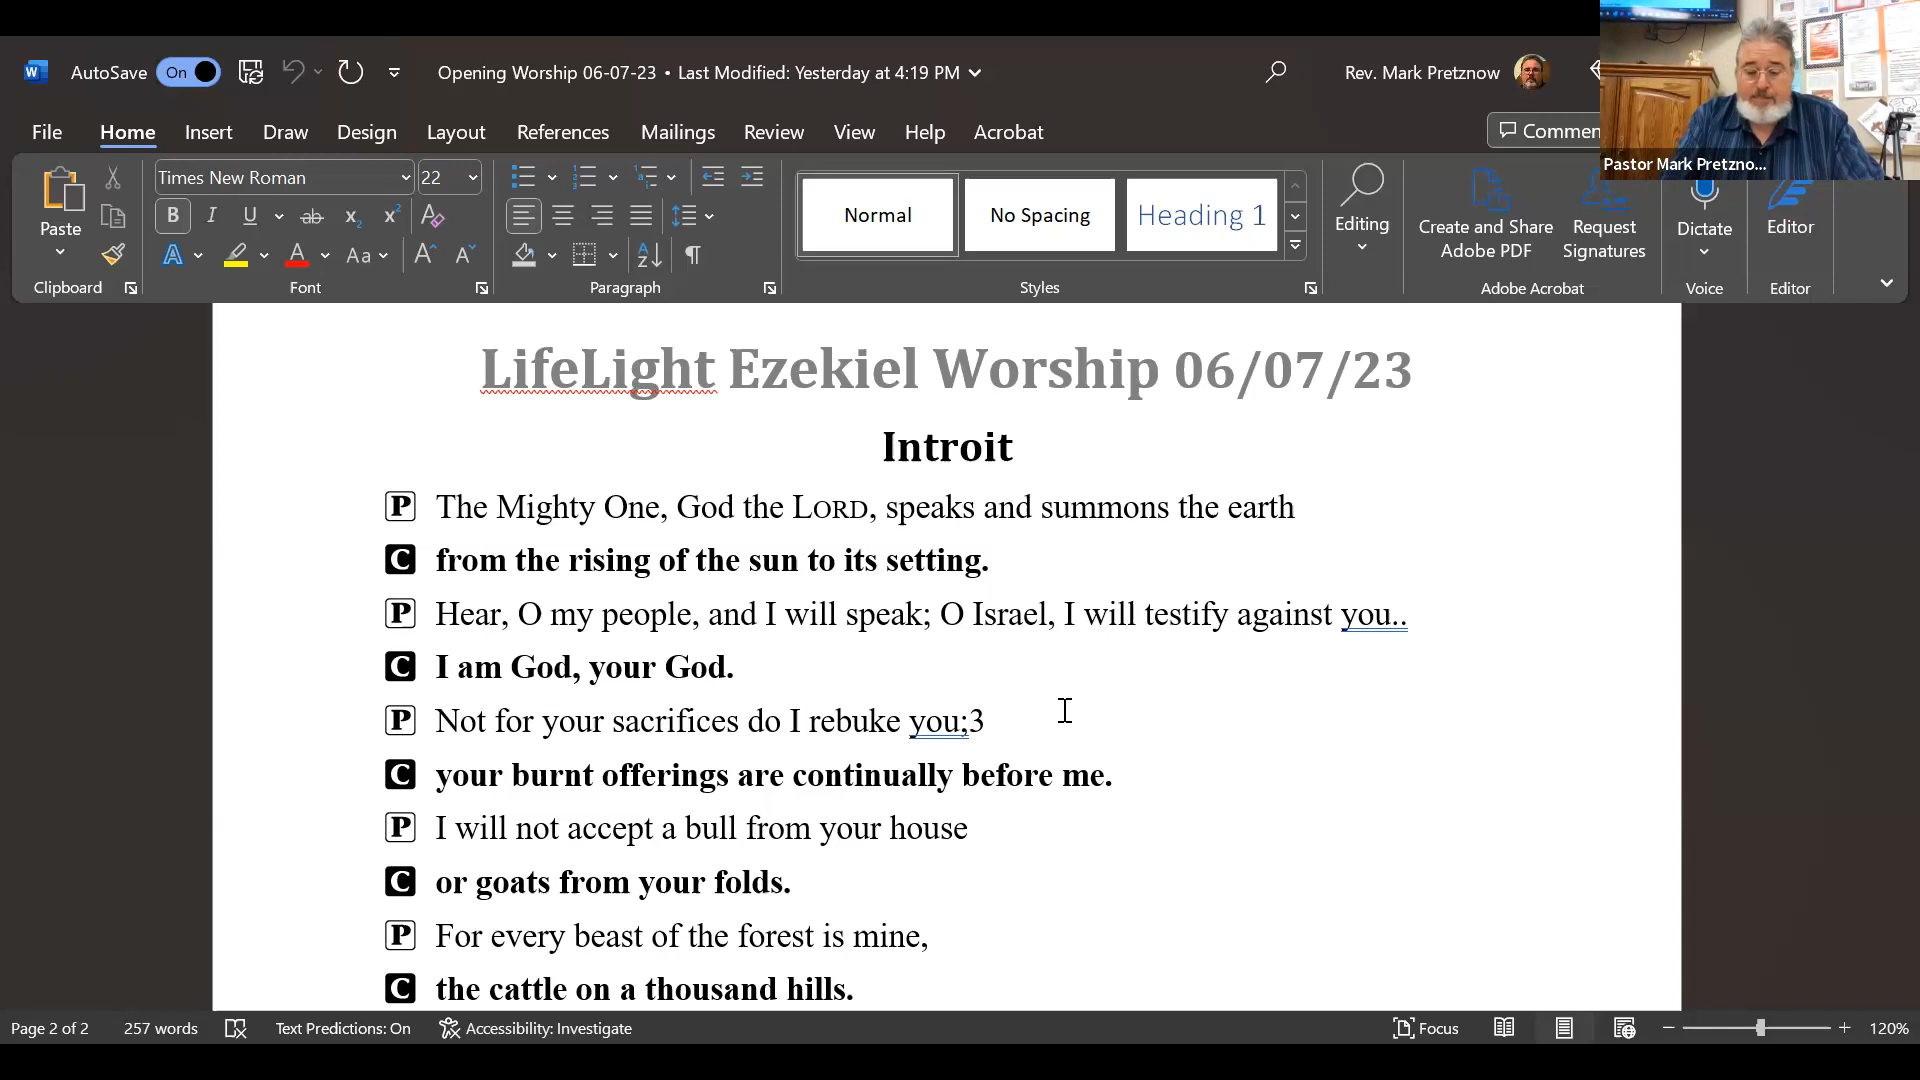 AutoSave On Opening Worship 06-07-23 • Last Modified: Yesterday at 4:19 PM Rev. Mark Pretznow
File Home Insert Draw Design Layout References Mailings Review View Help Acrobat Commen
Pastor Mark Pretzno...
Paste
Clipboard
Times New Roman 22
B I U ab x2 x2 A
A A Aa A A
Font
Paragraph
Normal No Spacing Heading 1
Styles
Editing
Create and Share Adobe PDF
Request Signatures
Adobe Acrobat
Dictate
Voice
Editor
Editor
LifeLight Ezekiel Worship 06/07/23
Introit
P The Mighty One, God the LORD, speaks and summons the earth
C from the rising of the sun to its setting.
P Hear, O my people, and I will speak; O Israel, I will testify against you..
C I am God, your God.
P Not for your sacrifices do I rebuke you;3
C your burnt offerings are continually before me.
P I will not accept a bull from your house
C or goats from your folds.
P For every beast of the forest is mine,
C the cattle on a thousand hills.
Page 2 of 2 257 words Text Predictions: On Accessibility: Investigate Focus 120%